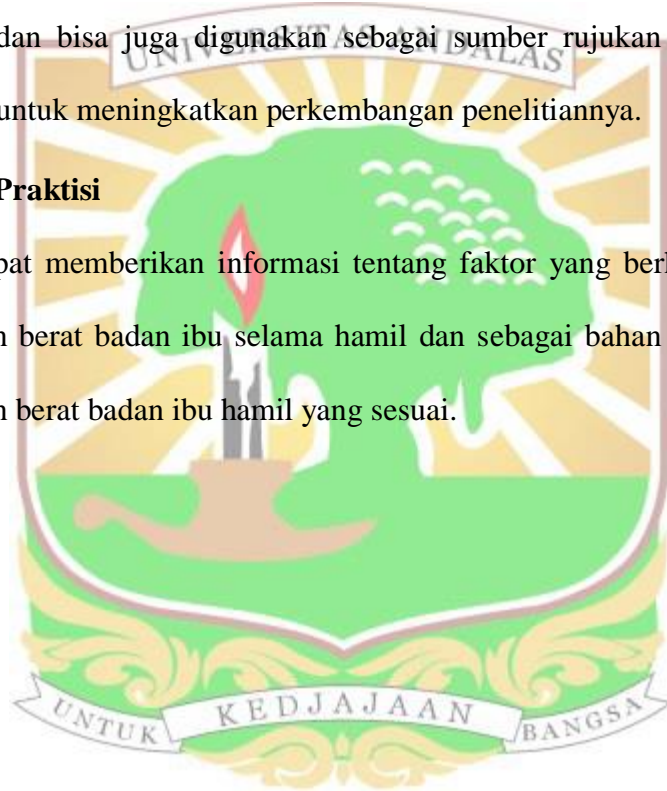 dan bisa juga digunakan sebagai sumber rujukan
UNIVERSITAS ANDALAS
untuk meningkatkan perkembangan penelitiannya.
Praktisi
pat memberikan informasi tentang faktor yang berl
n berat badan ibu selama hamil dan sebagai bahan
n berat badan ibu hamil yang sesuai.
UNTUK KEDJAJAAN BANGSA